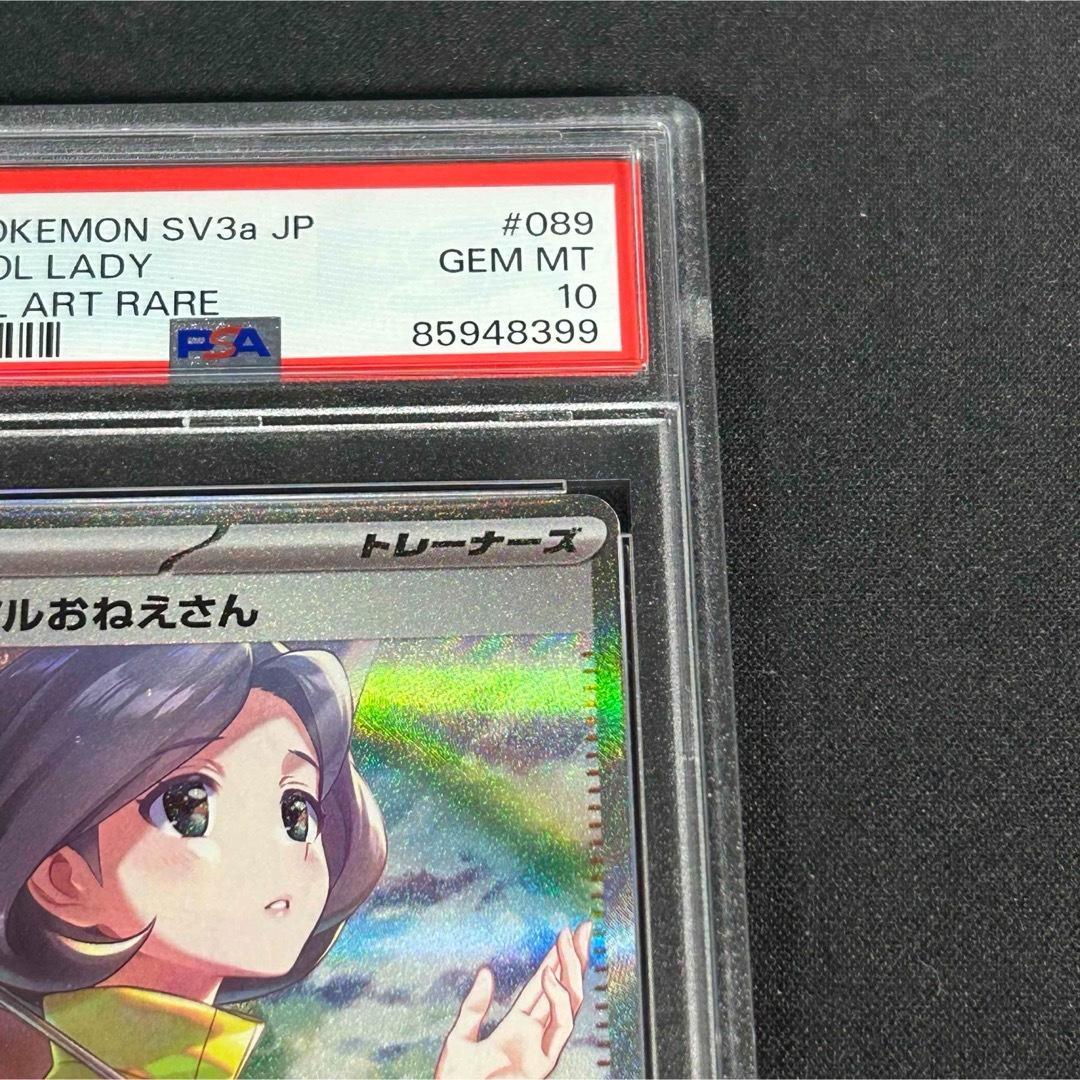 OKEMON SV3a JP #089
OL LADY GEM MT
L ART RARE 10
PSA 85948399
トレーナーズ
ルおねえさん